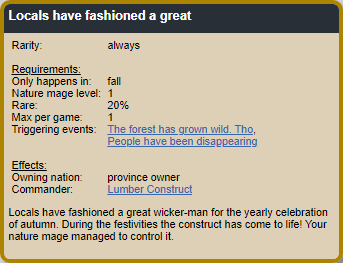 Locals have fashioned a great
Rarity: always
Requirements:
Only happens in: fall
Nature mage level: 1
Rare: 20%
Max per game: 1
Triggering events: The forest has grown wild. Tho,
People have been disappearing
Effects:
Owning nation: province owner
Commander: Lumber Construct
Locals have fashioned a great wicker-man for the yearly celebration
of autumn. During the festivities the construct has come to life! Your
nature mage managed to control it.